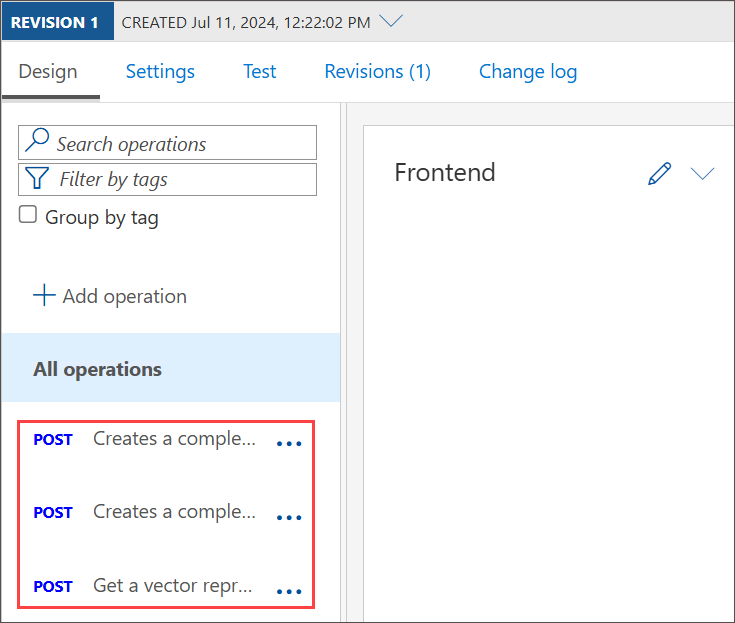 REVISION 1 CREATED Jul 11, 2024, 12:22:02 PM
Design Settings Test Revisions (1) Change log
Search operations
Filter by tags
Group by tag
Add operation
All operations
POST Creates a comple... ...
POST Creates a comple... ...
POST Get a vector repr... ...
Frontend